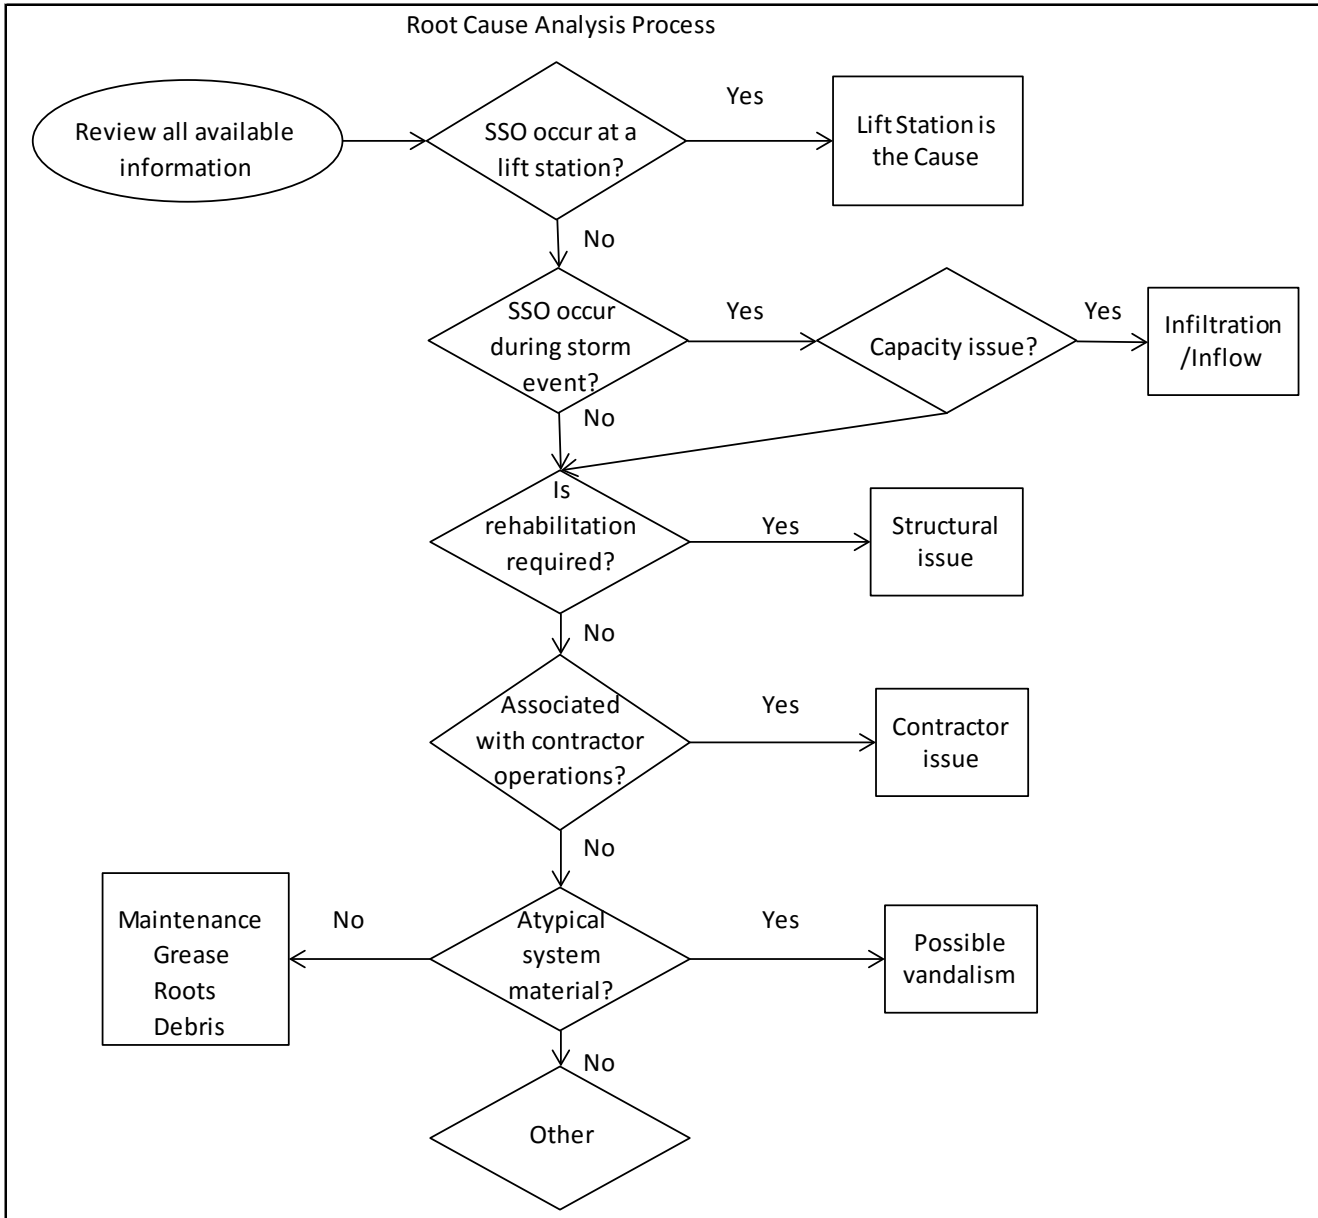 Root Cause Analysis Process
Review all available
information
SSO occur at a
lift station?
Yes
Lift Station is
the Cause
No
SSO occur
during storm
event?
Yes
Capacity issue?
Yes
Infiltration
/Inflow
No
Is
rehabilitation
required?
Yes
Structural
issue
No
Associated
with contractor
operations?
Yes
Contractor
issue
No
Maintenance
Grease
Roots
Debris
No
Atypical
system
material?
Yes
Possible
vandalism
No
Other